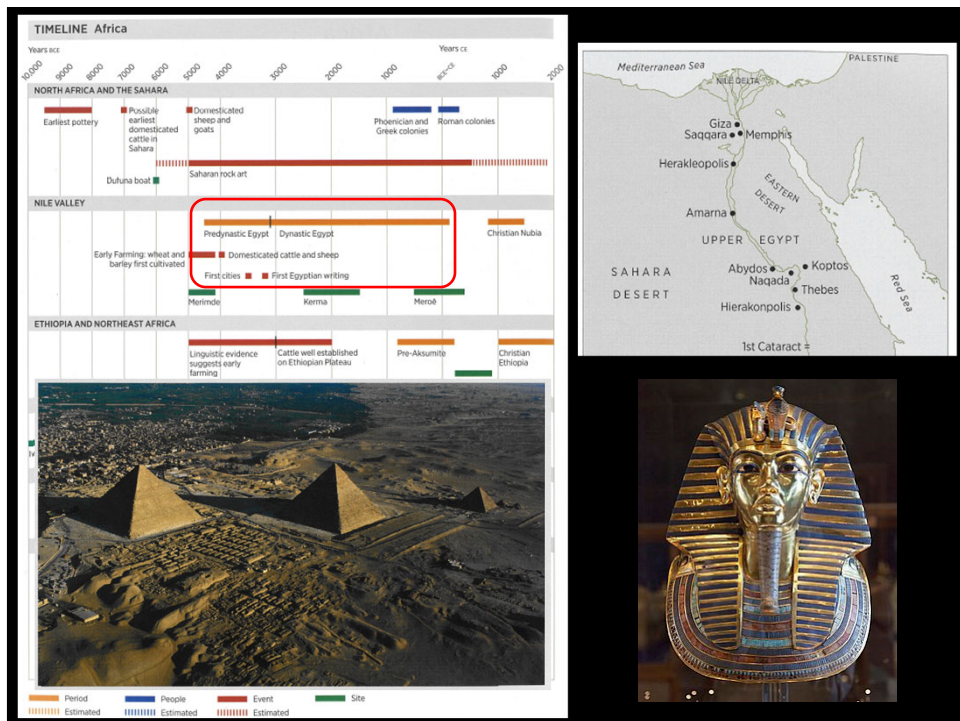 TIMELINE Africa
Years BCE
Years CE
10,000 9000 8000 7000 6000 5000 4000 3000 2000 1000 BCE–CE 1000 2000
NORTH AFRICA AND THE SAHARA
Earliest pottery
Possible
earliest
domesticated
cattle in
Sahara
Domesticated
sheep and
goats
Phoenician and
Greek colonies
Roman colonies
Saharan rock art
Dufuna boat
NILE VALLEY
Predynastic Egypt
Dynastic Egypt
Christian Nubia
Early Farming: wheat and
barley first cultivated
Domesticated cattle and sheep
First cities
First Egyptian writing
Merimde
Kerma
Meroë
ETHIOPIA AND NORTHEAST AFRICA
Linguistic evidence
suggests early
farming
Cattle well established
on Ethiopian Plateau
Pre-Aksumite
Christian
Ethiopia
Period
People
Event
Site
Estimated
Estimated
Estimated
Mediterranean Sea
PALESTINE
NILE DELTA
Giza
Saqqara
Memphis
Herakleopolis
EASTERN
DESERT
Amarna
UPPER EGYPT
SAHARA
DESERT
Abydos
Koptos
Naqada
Thebes
Red Sea
Hierakonpolis
1st Cataract =